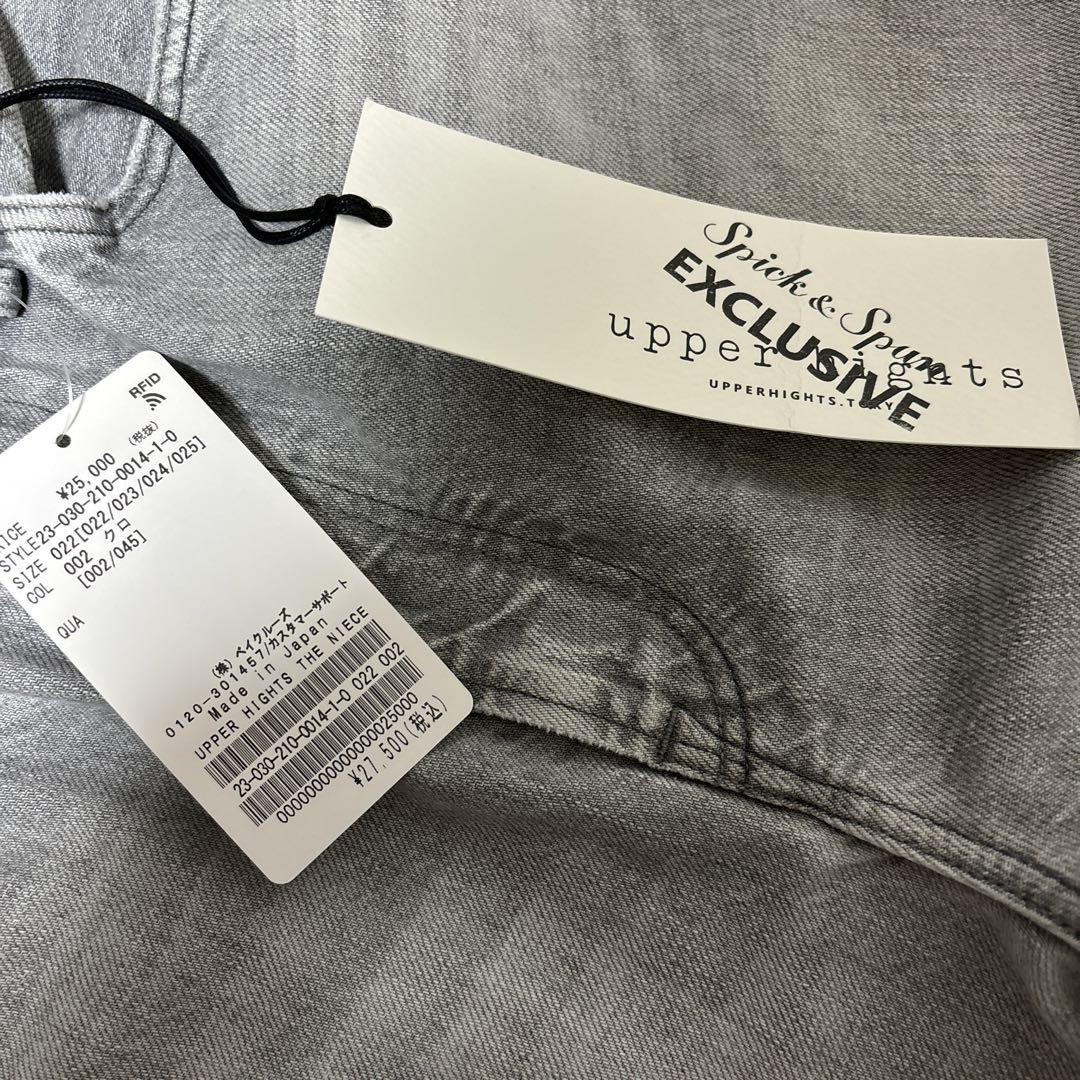 Spick & Span
EXCLUSIVE
upper hights
UPPERHIGHTS.TOKYO
RFID
¥25,000 (税抜)
STYLE23-030-210-0014-1-0
SIZE 022[022/023/024/025]
COL 002 クロ
[002/045]
QUA
(株) ベイクルーズ
0120-301457/カスタマーサポート
Made in Japan
UPPER HIGHTS THE NIECE
23-030-210-0014-1-0 022 002
0000000000000000025000
¥27,500(税込)